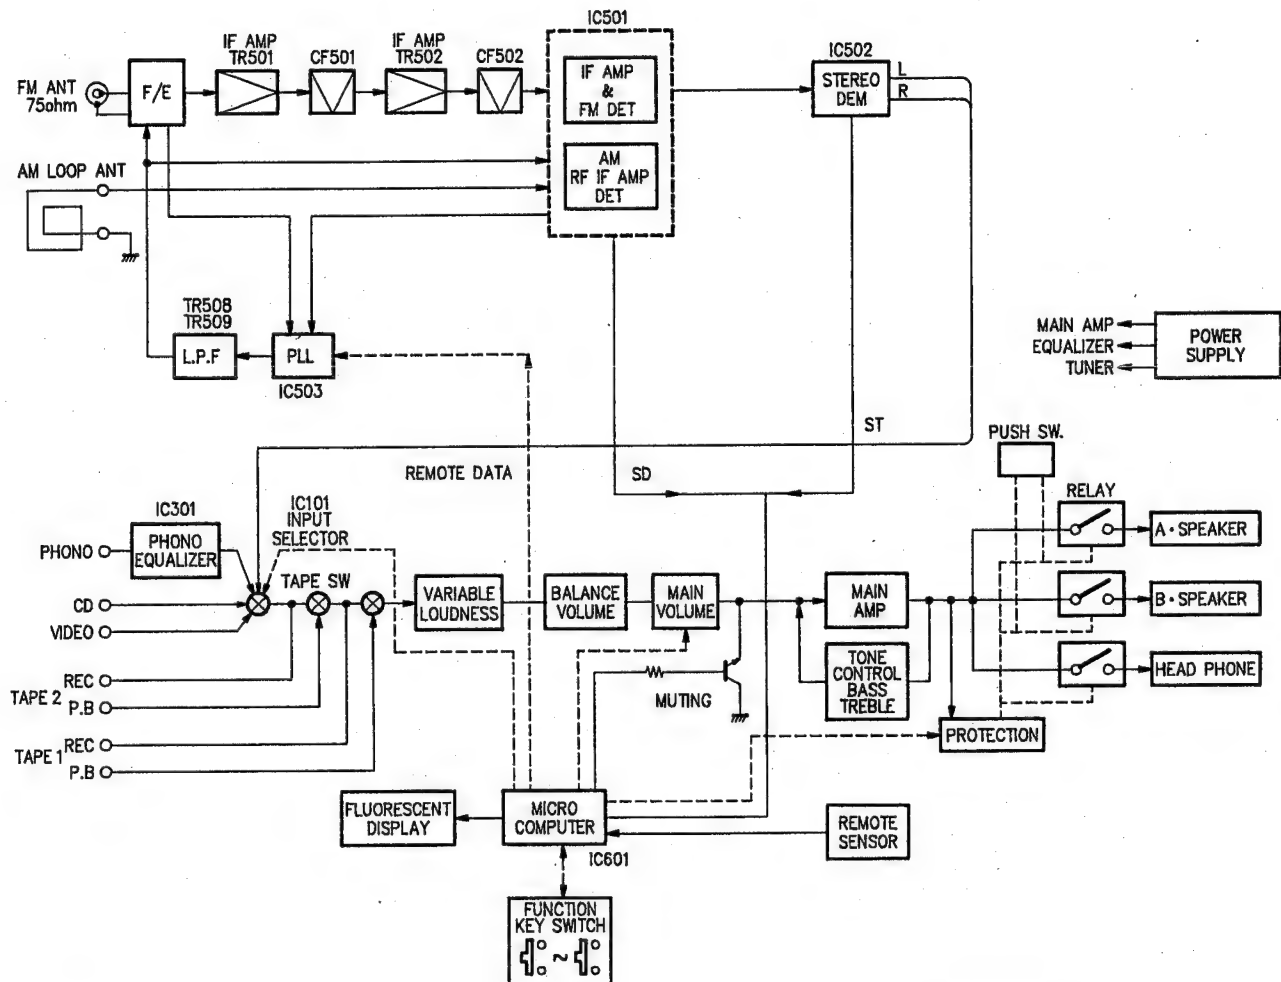 IC501
IF AMP
TR501
CF501
IF AMP
TR502
CF502
IC502
FM ANT
75ohm
F/E
IF AMP
&
FM DET
STEREO
DEM
L
R
AM LOOP ANT
AM
RF IF AMP
DET
TR508
TR509
L.P.F
PLL
IC503
MAIN AMP
EQUALIZER
TUNER
POWER
SUPPLY
ST
PUSH SW.
REMOTE DATA
SD
RELAY
IC301
IC101
INPUT
SELECTOR
PHONO
PHONO
EQUALIZER
A·SPEAKER
TAPE SW
CD
VIDEO
VARIABLE
LOUDNESS
BALANCE
VOLUME
MAIN
VOLUME
MAIN
AMP
B·SPEAKER
TONE
CONTROL
BASS
TREBLE
HEAD PHONE
MUTING
REC
TAPE 2
P.B
REC
TAPE 1
P.B
PROTECTION
FLUORESCENT
DISPLAY
MICRO
COMPUTER
IC601
REMOTE
SENSOR
FUNCTION
KEY SWITCH
~